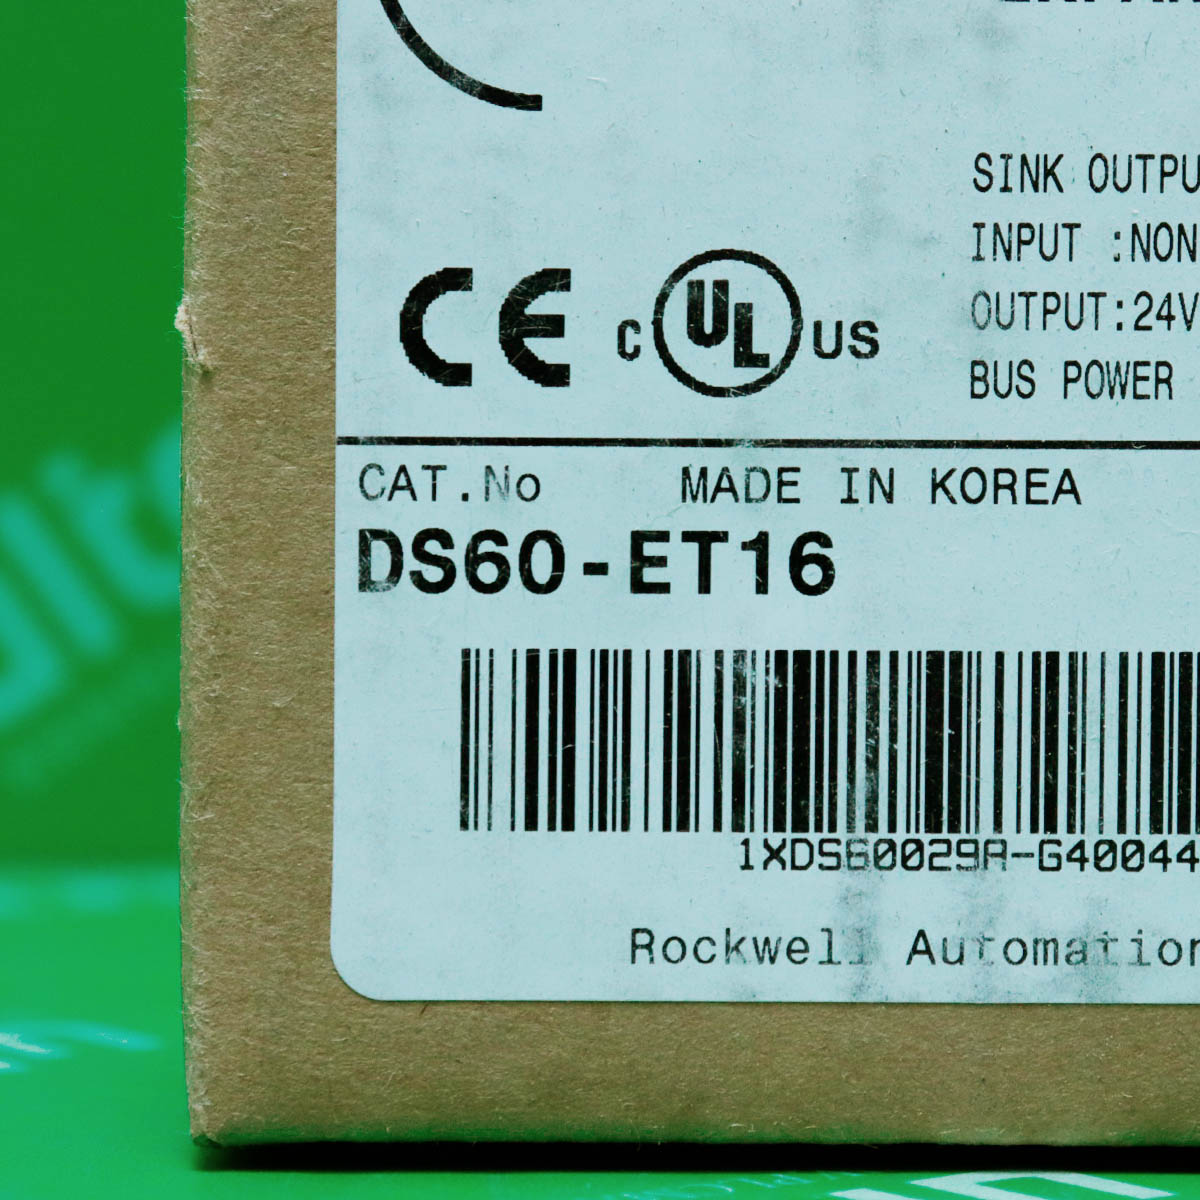 SINK OUTPU
INPUT :NON
OUTPUT:24V
BUS POWER
CE
C UL US
CAT.No MADE IN KOREA
DS60-ET16
1XDS60029A-G40044
Rockwell Automation